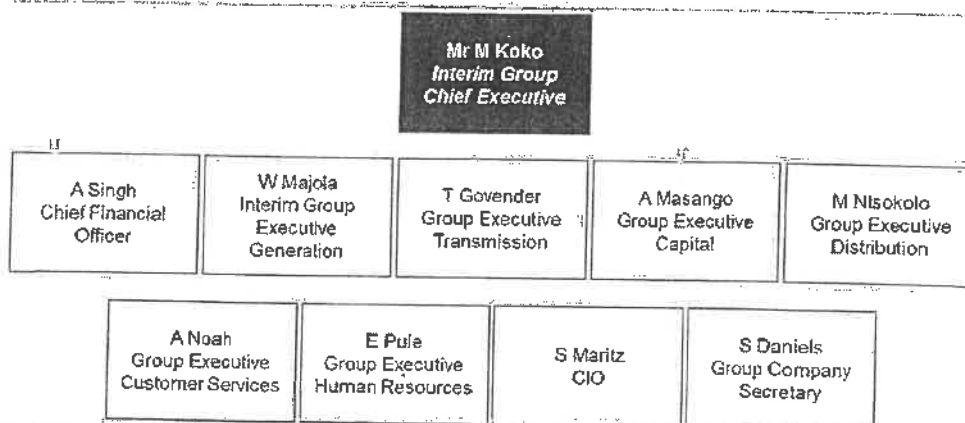 Mr M Koko
Interim Group
Chief Executive
A Singh
Chief Financial
Officer
W Majola
Interim Group
Executive
Generation
T Govender
Group Executive
Transmission
A Masango
Group Executive
Capital
M Ntsokolo
Group Executive
Distribution
A Noah
Group Executive
Customer Services
E Pule
Group Executive
Human Resources
S Maritz
CIO
S Daniels
Group Company
Secretary